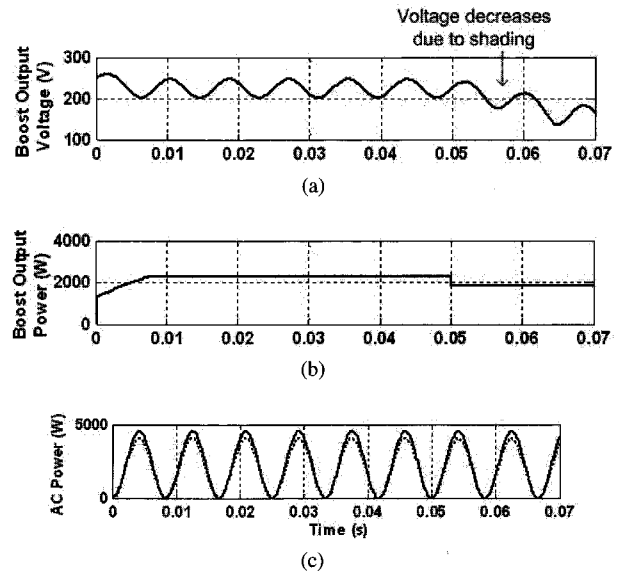 Voltage decreases
due to shading
Boost Output
Voltage (V)
300
200
100
0 0.01 0.02 0.03 0.04 0.05 0.06 0.07
(a)
Boost Output
Power (W)
4000
2000
0
0 0.01 0.02 0.03 0.04 0.05 0.06 0.07
(b)
AC Power (W)
5000
0
0 0.01 0.02 0.03 0.04 0.05 0.06 0.07
Time (s)
(c)